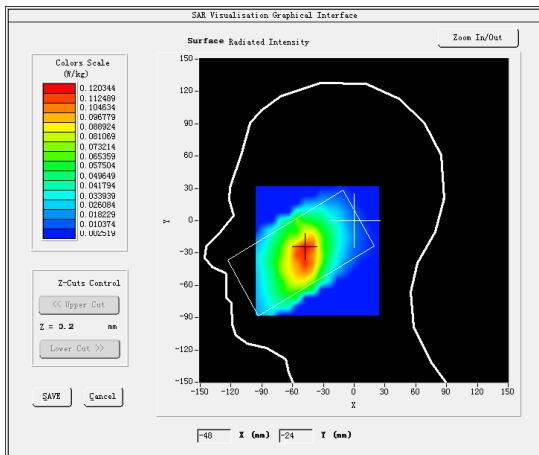 SAR Visualisation Graphical Interface
Surface Radiated Intensity
Zoom In/Out
Colors Scale
(W/kg)
0.120344
0.112489
0.104634
0.096779
0.088924
0.081069
0.073214
0.065359
0.057504
0.049649
0.041794
0.033939
0.026084
0.018229
0.010374
0.002519
Z-Cuts Control
<< Upper Cut
Z = 0.2 mm
Lower Cut >>
SAVE
Cancel
150
120
90
60
30
0
-30
-60
-90
-120
-150
Y
-150 -120 -90 -60 -30 0 30 60 90 120 150
X
-48 X (mm) -24 Y (mm)